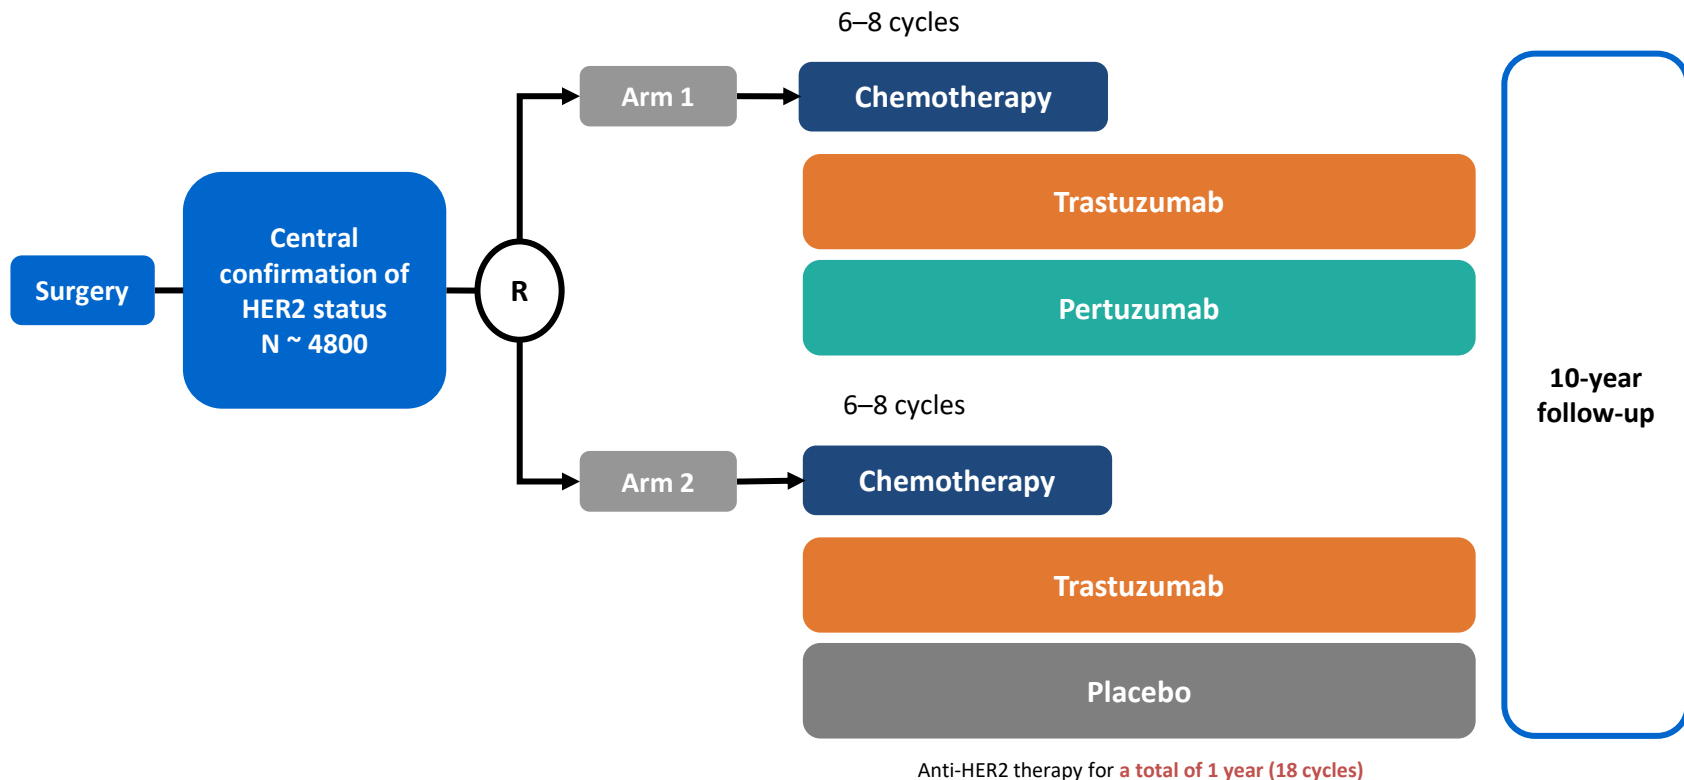 6–8 cycles
Arm 1
Chemotherapy
Trastuzumab
Pertuzumab
Surgery
Central
confirmation of
HER2 status
N ~ 4800
R
6–8 cycles
Arm 2
Chemotherapy
Trastuzumab
Placebo
10-year
follow-up
Anti-HER2 therapy for a total of 1 year (18 cycles)